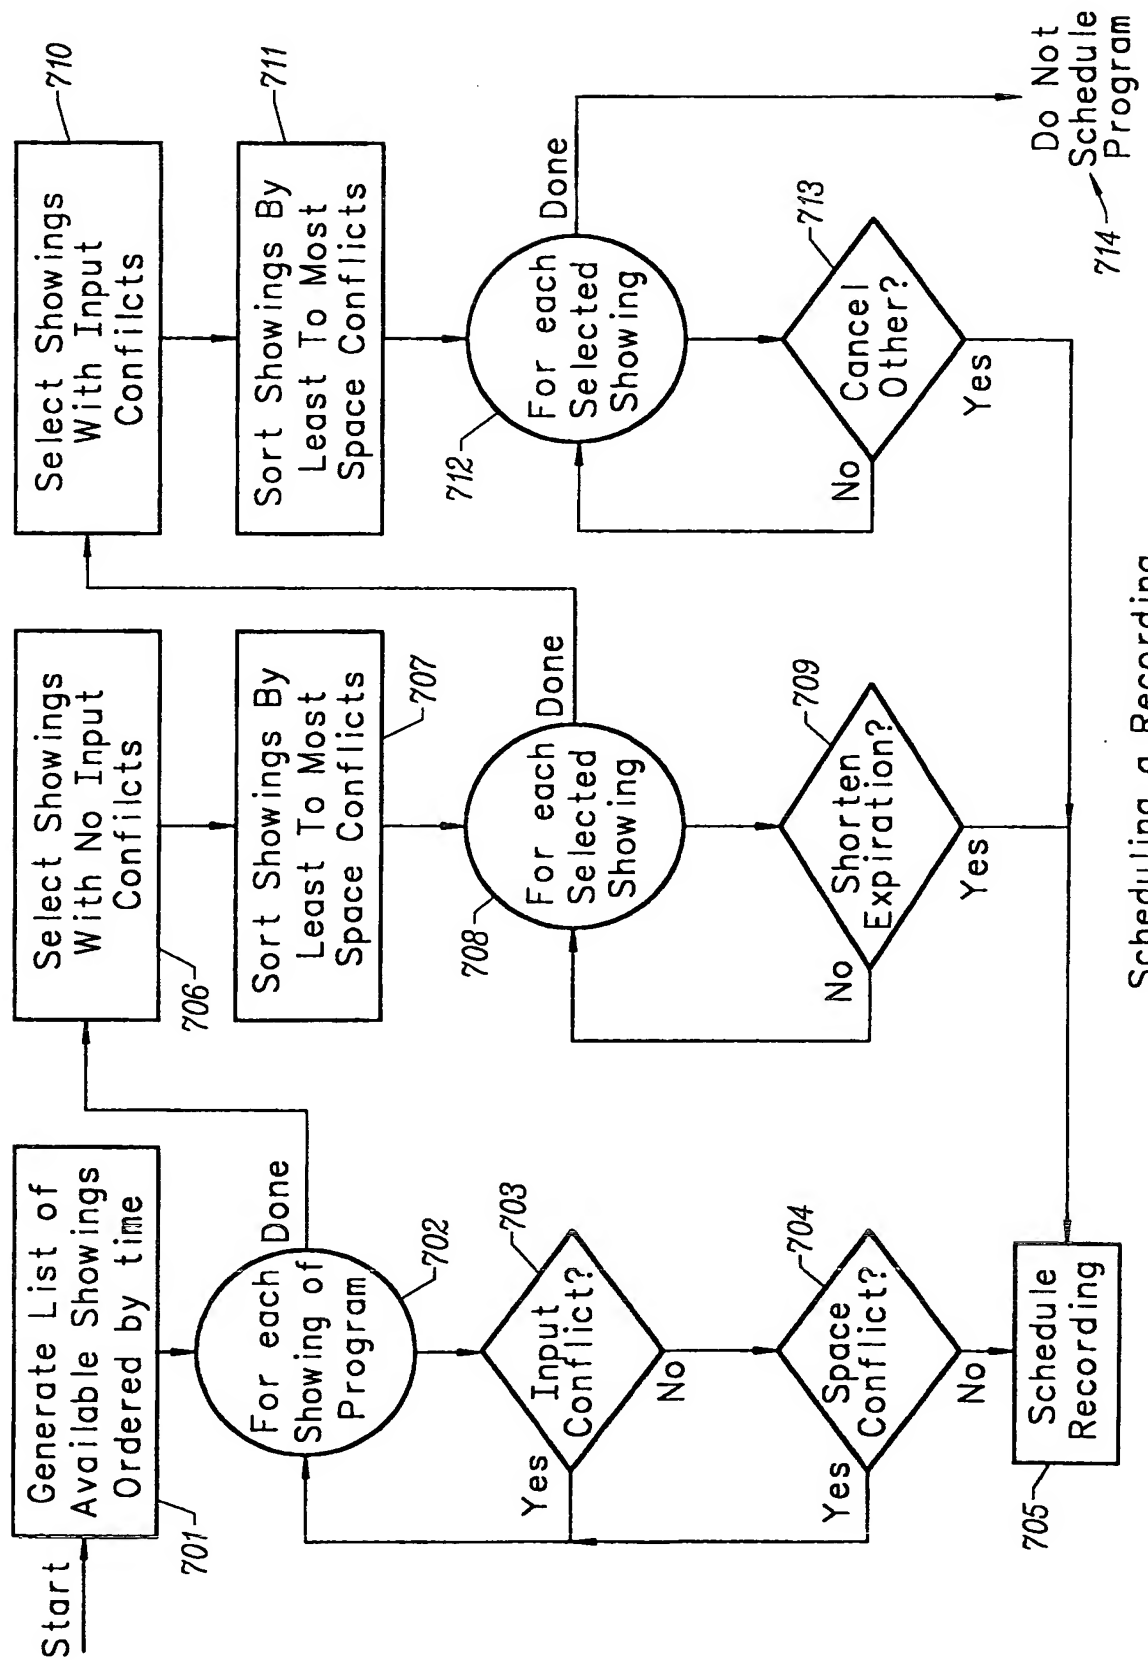 Start
Generate List of
Available Showings
Ordered by time
701
For each
Showing of
Program
Done
702
Input
Conflict?
703
Yes
No
Space
Conflict?
704
Yes
No
Schedule
Recording
705
Select Showings
With No Input
Confilcts
706
Sort Showings By
Least To Most
Space Conflicts
707
For each
Selected
Showing
Done
708
Shorten
Expiration?
709
No
Yes
Select Showings
With Input
Confilcts
710
Sort Showings By
Least To Most
Space Conflicts
711
For each
Selected
Showing
Done
712
Cancel
Other?
713
No
Yes
Do Not
Schedule
Program
714
Scheduling a Recording